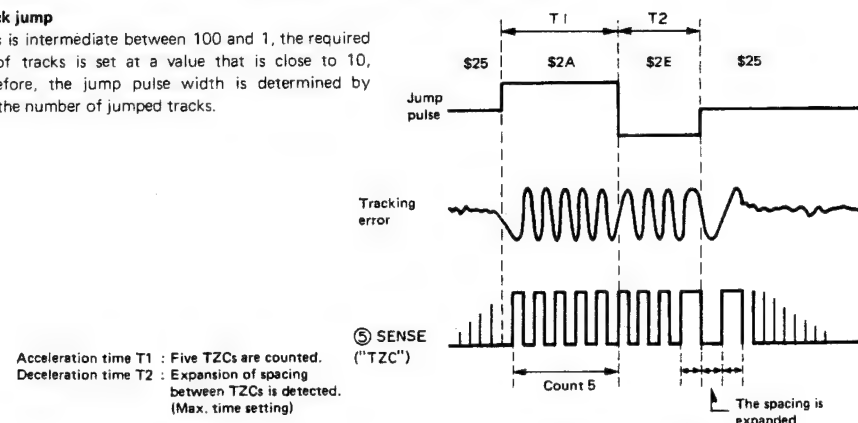 ck jump
s is intermediate between 100 and 1, the required
of tracks is set at a value that is close to 10,
efore, the jump pulse width is determined by
the number of jumped tracks.
T1 T2
$25 $2A $2E $25
Jump
pulse
Tracking
error
⑤ SENSE
("TZC")
Count 5
The spacing is
expanded
Acceleration time T1 : Five TZCs are counted.
Deceleration time T2 : Expansion of spacing
between TZCs is detected.
(Max. time setting)